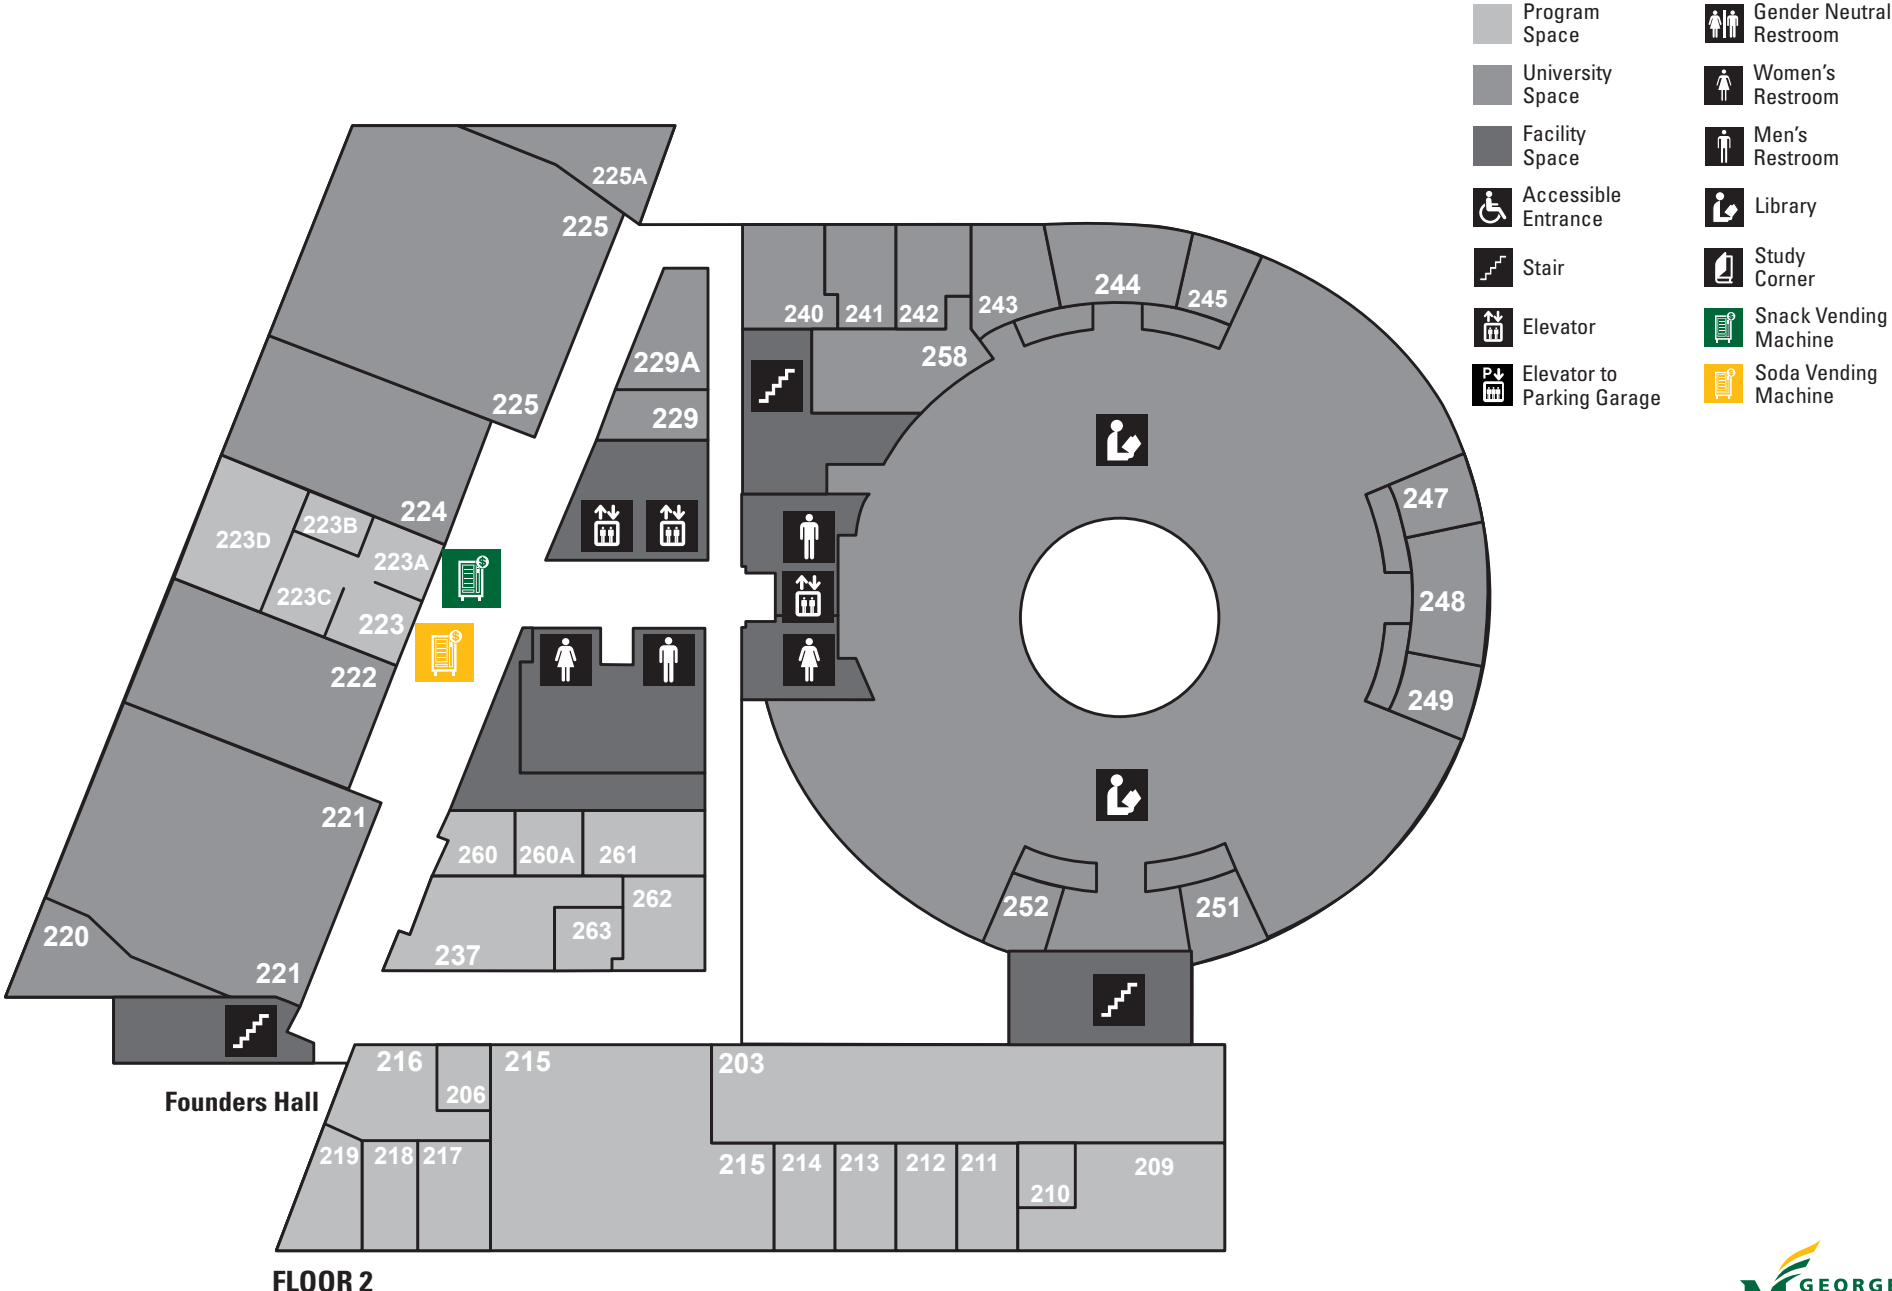 Program
Space
University
Space
Facility
Space
Accessible
Entrance
Stair
Elevator
Elevator to
Parking Garage
Gender Neutral
Restroom
Women's
Restroom
Men's
Restroom
Library
Study
Corner
Snack Vending
Machine
Soda Vending
Machine
225A
225
225
224
223D
223B
223A
223C
223
222
221
220
221
229A
229
240
241
242
243
244
245
258
247
248
249
252
251
260
260A
261
262
263
237
216
206
215
203
219
218
217
215
214
213
212
211
210
209
Founders Hall
FLOOR 2
GEORGE